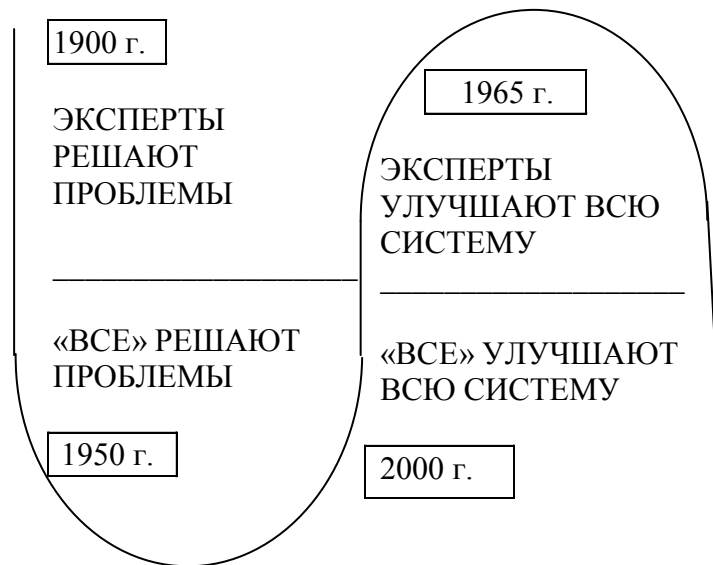 1900 г.
ЭКСПЕРТЫ
РЕШАЮТ
ПРОБЛЕМЫ
«ВСЕ» РЕШАЮТ
ПРОБЛЕМЫ
1950 г.
1965 г.
ЭКСПЕРТЫ
УЛУЧШАЮТ ВСЮ
СИСТЕМУ
«ВСЕ» УЛУЧШАЮТ
ВСЮ СИСТЕМУ
2000 г.